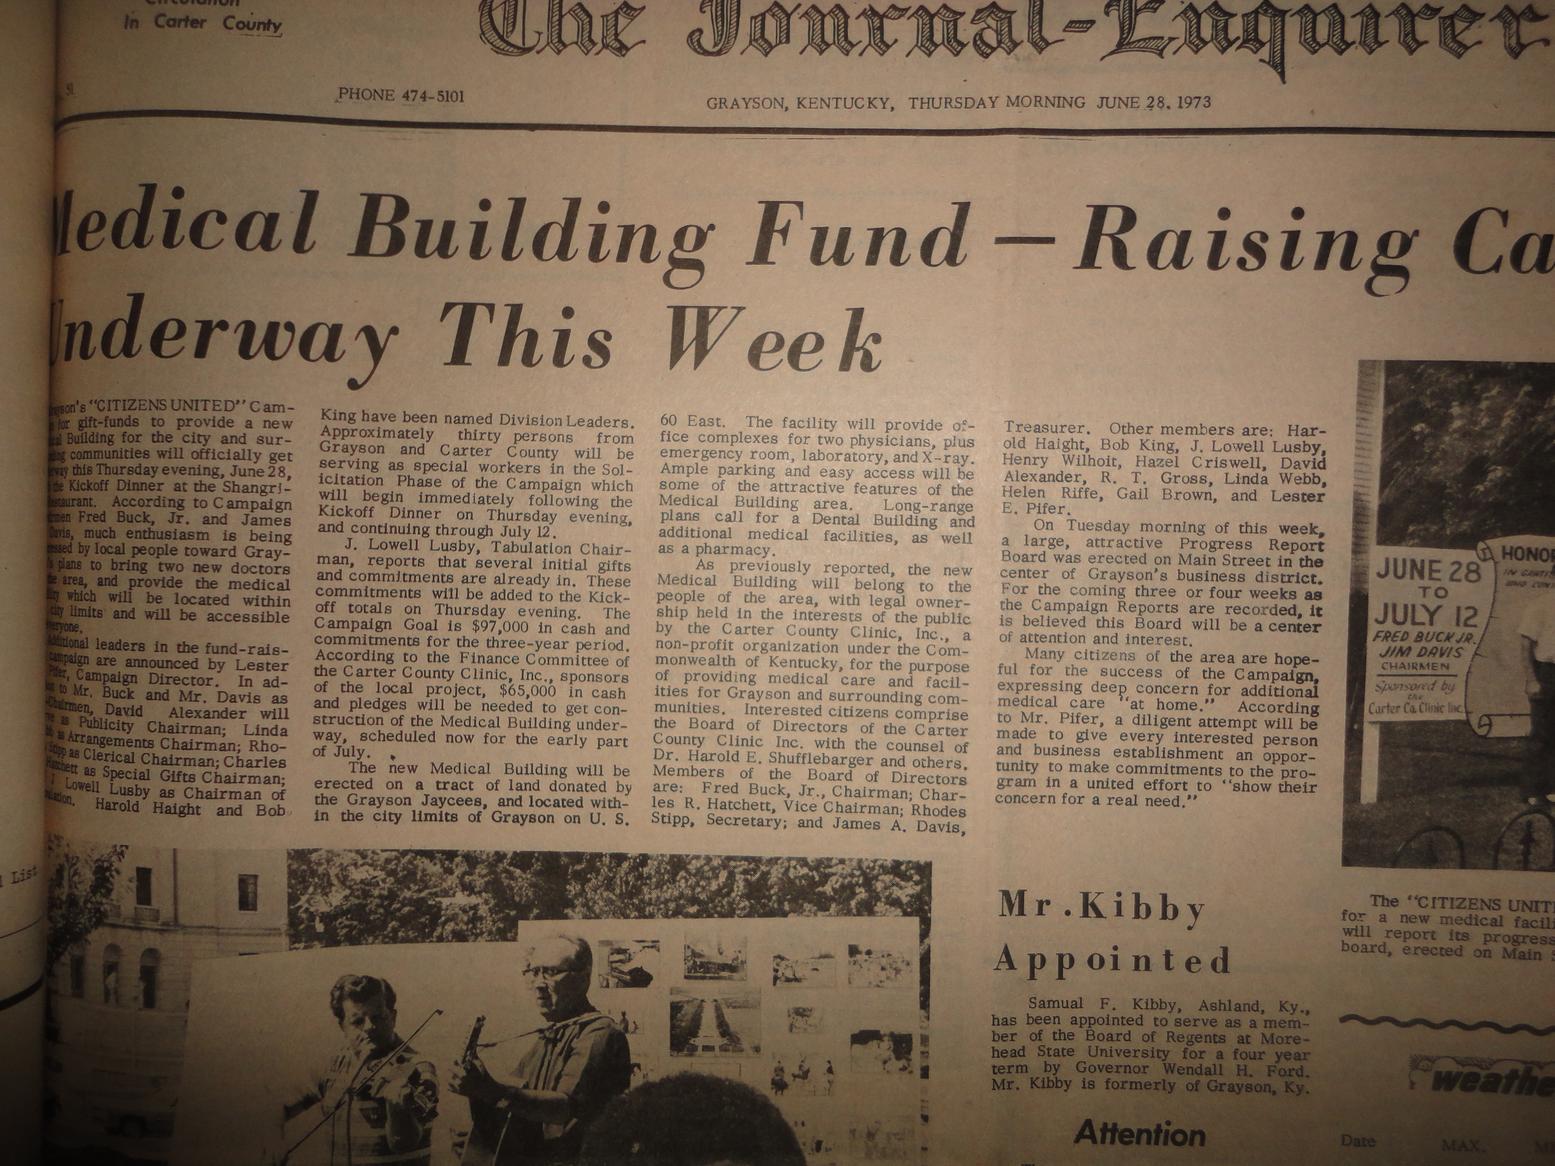 Circulation
In Carter County
The Journal-Enquirer
PHONE 474-5101
GRAYSON, KENTUCKY, THURSDAY MORNING JUNE 28, 1973
Medical Building Fund — Raising Ca
Underway This Week
"CITIZENS UNITED" Cam-
for gift-funds to provide a new
Building for the city and sur-
communities will officially get
this Thursday evening, June 28,
the Kickoff Dinner at the Shangri-
According to Campaign
Fred Buck, Jr. and James
Davis, much enthusiasm is being
by local people toward Gray-
plans to bring two new doctors
area, and provide the medical
which will be located within
city limits and will be accessible
everyone.
Additional leaders in the fund-rais-
campaign are announced by Lester
Pifer, Campaign Director. In ad-
to Mr. Buck and Mr. Davis as
Chairmen, David Alexander will
as Publicity Chairman; Linda
as Arrangements Chairman; Rho-
Stipp as Clerical Chairman; Charles
Hatchett as Special Gifts Chairman;
J. Lowell Lusby as Chairman of
Harold Haight and Bob
King have been named Division Leaders.
Approximately thirty persons from
Grayson and Carter County will be
serving as special workers in the Sol-
icitation Phase of the Campaign which
will begin immediately following the
Kickoff Dinner on Thursday evening,
and continuing through July 12.
J. Lowell Lusby, Tabulation Chair-
man, reports that several initial gifts
and commitments are already in. These
commitments will be added to the Kick-
off totals on Thursday evening. The
Campaign Goal is $97,000 in cash and
commitments for the three-year period.
According to the Finance Committee of
the Carter County Clinic, Inc., sponsors
of the local project, $65,000 in cash
and pledges will be needed to get con-
struction of the Medical Building under-
way, scheduled now for the early part
of July.
The new Medical Building will be
erected on a tract of land donated by
the Grayson Jaycees, and located with-
in the city limits of Grayson on U. S.
60 East. The facility will provide of-
fice complexes for two physicians, plus
emergency room, laboratory, and X-ray.
Ample parking and easy access will be
some of the attractive features of the
Medical Building area. Long-range
plans call for a Dental Building and
additional medical facilities, as well
as a pharmacy.
As previously reported, the new
Medical Building will belong to the
people of the area, with legal owner-
ship held in the interests of the public
by the Carter County Clinic, Inc., a
non-profit organization under the Com-
monwealth of Kentucky, for the purpose
of providing medical care and facil-
ities for Grayson and surrounding com-
munities. Interested citizens comprise
the Board of Directors of the Carter
County Clinic Inc. with the counsel of
Dr. Harold E. Shufflebarger and others.
Members of the Board of Directors
are: Fred Buck, Jr., Chairman; Char-
les R. Hatchett, Vice Chairman; Rhodes
Stipp, Secretary; and James A. Davis,
Treasurer. Other members are: Har-
old Haight, Bob King, J. Lowell Lusby,
Henry Wilhoit, Hazel Criswell, David
Alexander, R. T. Gross, Linda Webb,
Helen Riffe, Gail Brown, and Lester
E. Pifer.
On Tuesday morning of this week,
a large, attractive Progress Report
Board was erected on Main Street in the
center of Grayson's business district.
For the coming three or four weeks as
the Campaign Reports are recorded, it
is believed this Board will be a center
of attention and interest.
Many citizens of the area are hope-
ful for the success of the Campaign,
expressing deep concern for additional
medical care "at home." According
to Mr. Pifer, a diligent attempt will be
made to give every interested person
and business establishment an oppor-
tunity to make commitments to the pro-
gram in a united effort to "show their
concern for a real need."
JUNE 28
TO
JULY 12
FRED BUCK JR.
JIM DAVIS
CHAIRMEN
Sponsored by
the
Carter Co. Clinic Inc.
HONOR
The "CITIZENS UNIT
for a new medical facil
will report its progress
board, erected on Main S
Mr. Kibby
Appointed
Samuel F. Kibby, Ashland, Ky.,
has been appointed to serve as a mem-
ber of the Board of Regents at More-
head State University for a four year
term by Governor Wendall H. Ford.
Mr. Kibby is formerly of Grayson, Ky.
Attention
weathe
Date MAX.
List